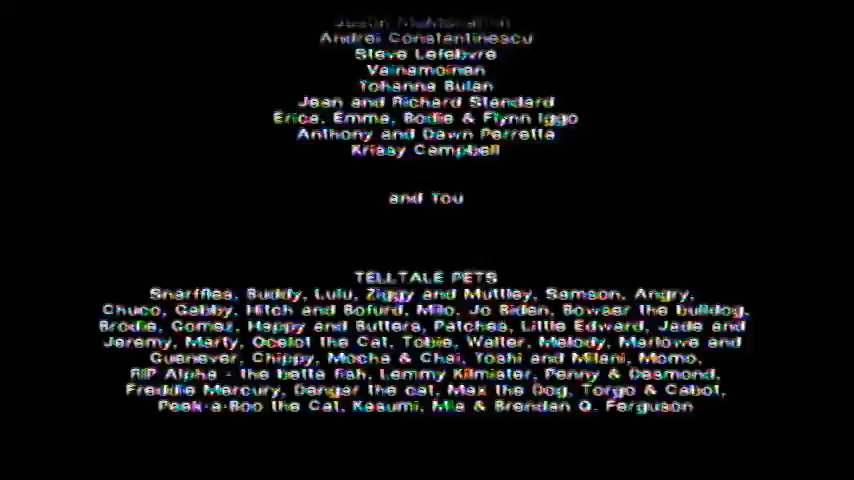 Andrei Constantinescu
Steve Lefebvre
Vainamoinen
Tohanna Bulan
Jean and Richard Standard
Erica, Emma, Bodie & Flynn Iggo
Anthony and Dawn Perretta
Krissy Campbell
and You
TELLTALE PETS
Snarffles, Buddy, Lulu, Ziggy and Muttley, Samson, Angry,
Chuco, Gabby, Hitch and Boturd, Milo, Jo Biden, Bowser the bulldog,
Brodie, Gomez, Happy and Butters, Patches, Little Edward, Jade and
Jeremy, Marty, Ocelot the Cat, Tobie, Walter, Melody, Marlowe and
Guenever, Chippy, Mocha & Chai, Yoshi and Milani, Momo,
RIP Alpha - the betta fish, Lemmy Kilmister, Penny & Desmond,
Freddie Mercury, Danger the cat, Max the Dog, Torgo & Cabot,
Peek-a-Boo the Cat, Kasumi, Mia & Brendan Q. Ferguson